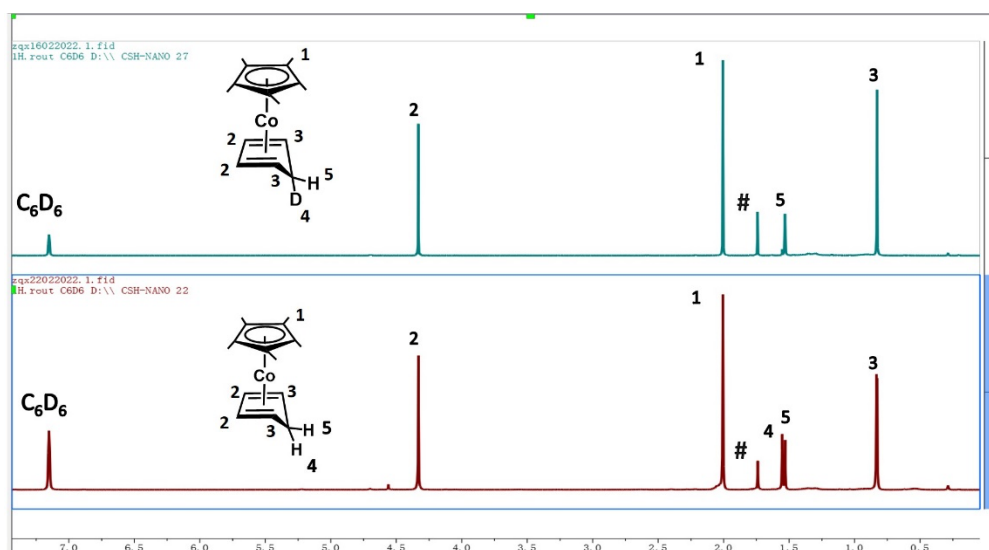 zqx16022022.1.fid
1H.rout C6D6 D:\\ CSH-NANO 27
1
Co
2
3
2
3
H
5
D
4
C6D6
2
1
#
5
3
zqx22022022.1.fid
1H.rout C6D6 D:\\ CSH-NANO 22
1
Co
2
3
2
3
H
5
H
4
C6D6
2
1
#
4
5
3
7.0 6.5 6.0 5.5 5.0 4.5 4.0 3.5 3.0 2.5 2.0 1.5 1.0 0.5